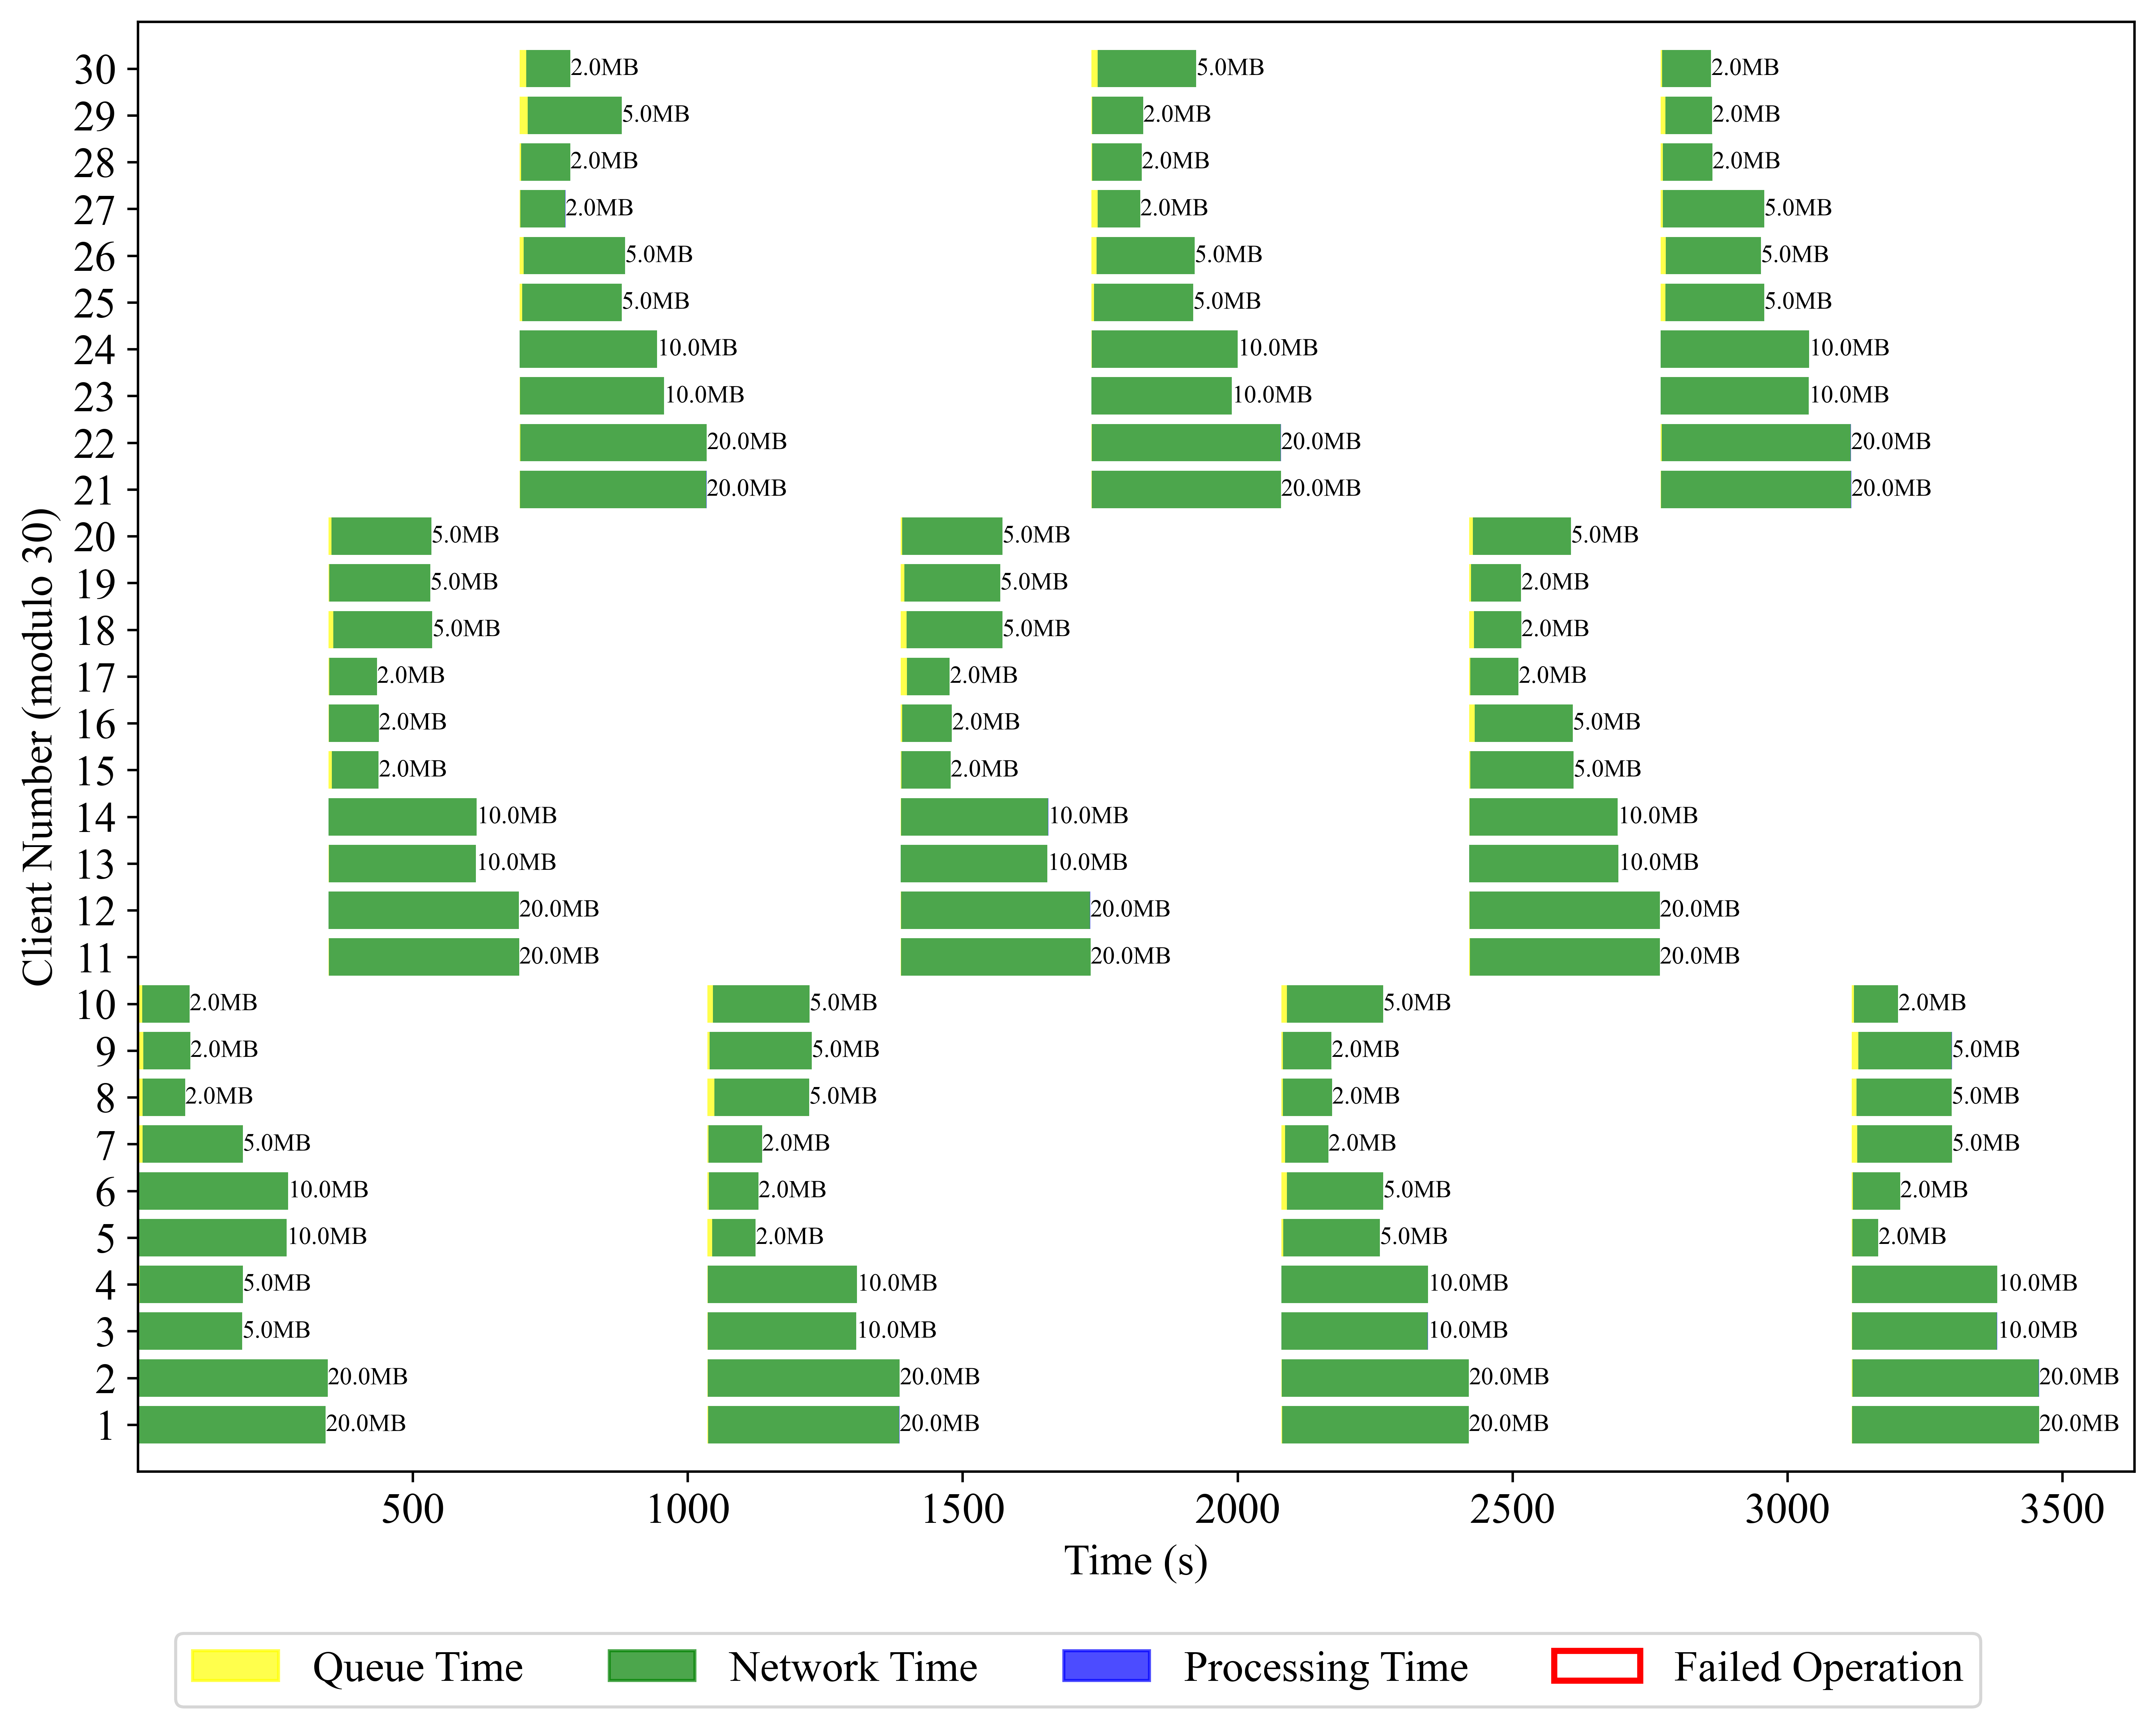 30 2.0MB 5.0MB 2.0MB
29 5.0MB 2.0MB 2.0MB
28 2.0MB 2.0MB 2.0MB
27 2.0MB 2.0MB 5.0MB
26 5.0MB 5.0MB 5.0MB
25 5.0MB 5.0MB 5.0MB
24 10.0MB 10.0MB 10.0MB
23 10.0MB 10.0MB 10.0MB
22 20.0MB 20.0MB 20.0MB
21 20.0MB 20.0MB 20.0MB
20 5.0MB 5.0MB 5.0MB
19 5.0MB 5.0MB 2.0MB
18 5.0MB 5.0MB 2.0MB
17 2.0MB 2.0MB 2.0MB
16 2.0MB 2.0MB 5.0MB
15 2.0MB 2.0MB 5.0MB
14 10.0MB 10.0MB 10.0MB
13 10.0MB 10.0MB 10.0MB
12 20.0MB 20.0MB 20.0MB
11 20.0MB 20.0MB 20.0MB
10 2.0MB 5.0MB 5.0MB 2.0MB
9 2.0MB 5.0MB 2.0MB 5.0MB
8 2.0MB 5.0MB 2.0MB 5.0MB
7 5.0MB 2.0MB 2.0MB 5.0MB
6 10.0MB 2.0MB 5.0MB 2.0MB
5 10.0MB 2.0MB 5.0MB 2.0MB
4 5.0MB 10.0MB 10.0MB 10.0MB
3 5.0MB 10.0MB 10.0MB 10.0MB
2 20.0MB 20.0MB 20.0MB 20.0MB
1 20.0MB 20.0MB 20.0MB 20.0MB
Client Number (modulo 30)
500 1000 1500 2000 2500 3000 3500
Time (s)
Queue Time Network Time Processing Time Failed Operation